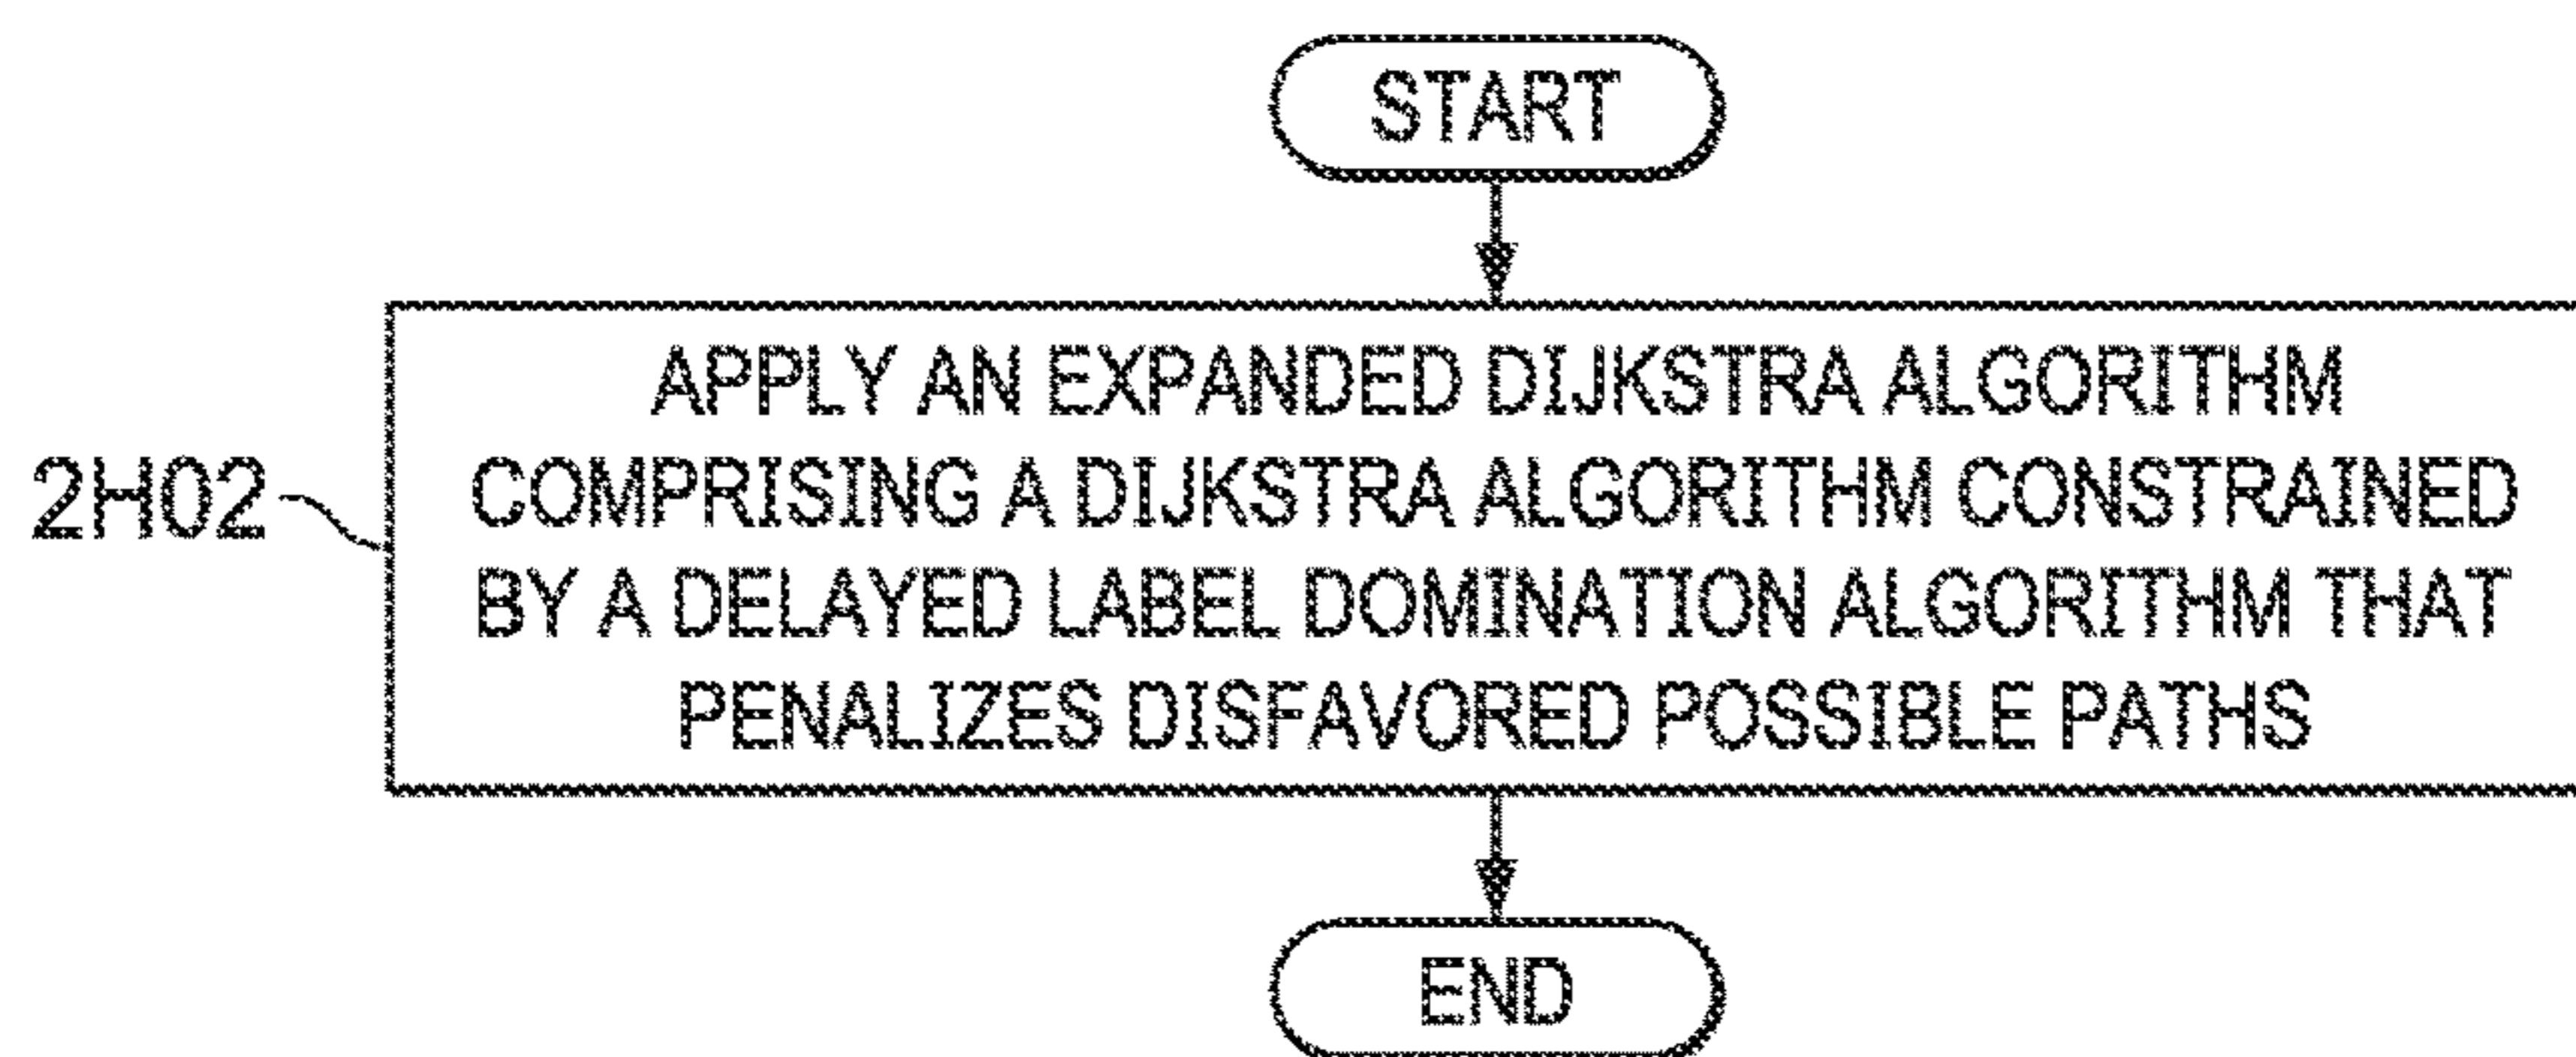 START
APPLY AN EXPANDED DIJKSTRA ALGORITHM
COMPRISING A DIJKSTRA ALGORITHM CONSTRAINED
2H02
BY A DELAYED LABEL DOMINATION ALGORITHM THAT
PENALIZES DISFAVORED POSSIBLE PATHS
END